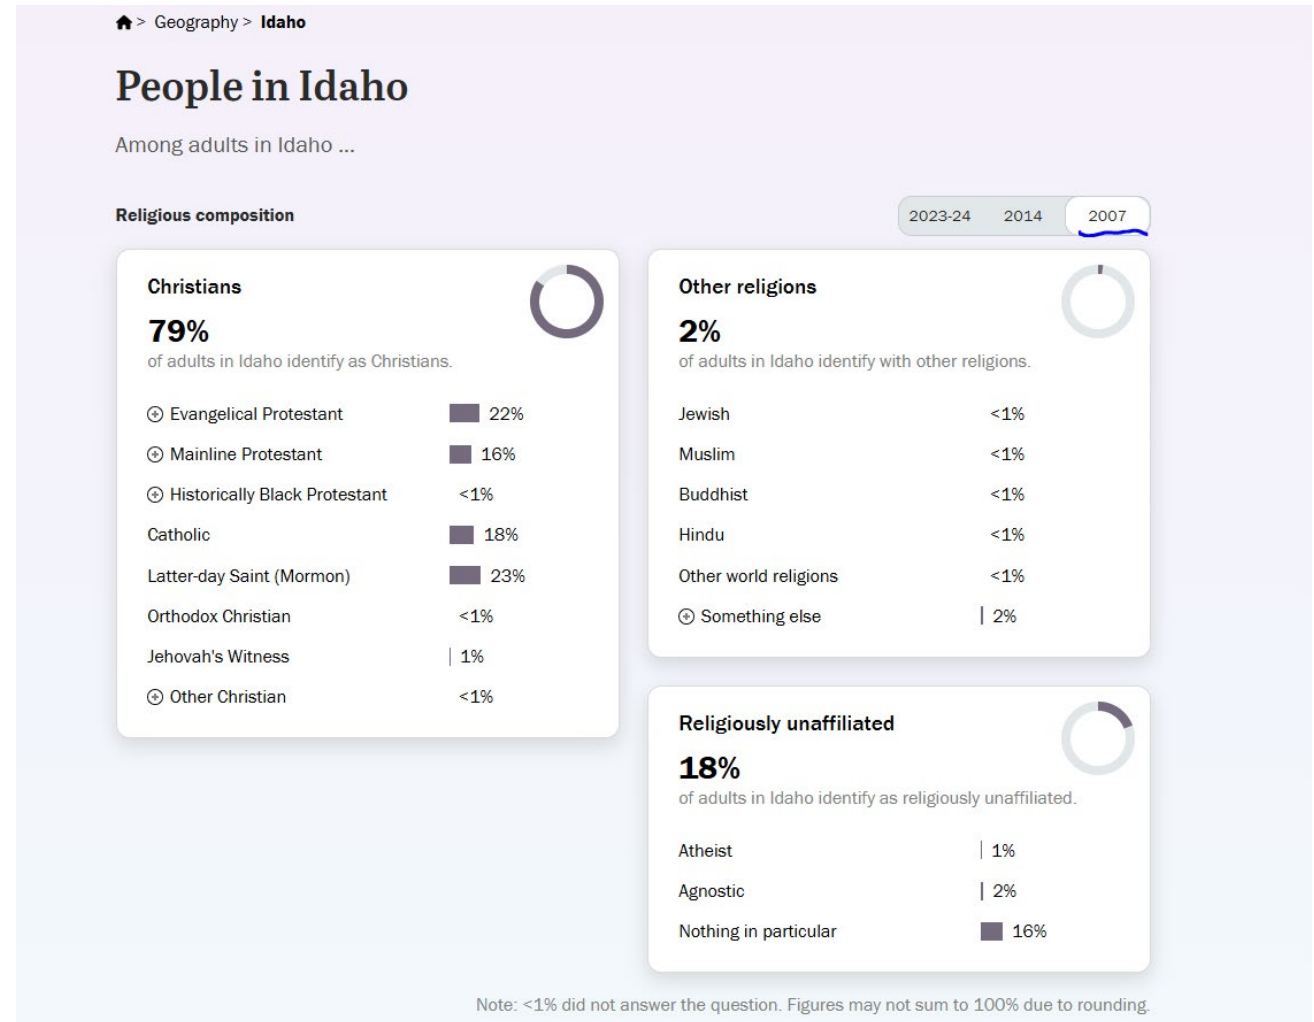 > Geography > Idaho
People in Idaho
Among adults in Idaho ...
Religious composition
2023-24 2014 2007
Christians
79%
of adults in Idaho identify as Christians.
Evangelical Protestant 22%
Mainline Protestant 16%
Historically Black Protestant <1%
Catholic 18%
Latter-day Saint (Mormon) 23%
Orthodox Christian <1%
Jehovah's Witness 1%
Other Christian <1%
Other religions
2%
of adults in Idaho identify with other religions.
Jewish <1%
Muslim <1%
Buddhist <1%
Hindu <1%
Other world religions <1%
Something else 2%
Religiously unaffiliated
18%
of adults in Idaho identify as religiously unaffiliated.
Atheist 1%
Agnostic 2%
Nothing in particular 16%
Note: <1% did not answer the question. Figures may not sum to 100% due to rounding.